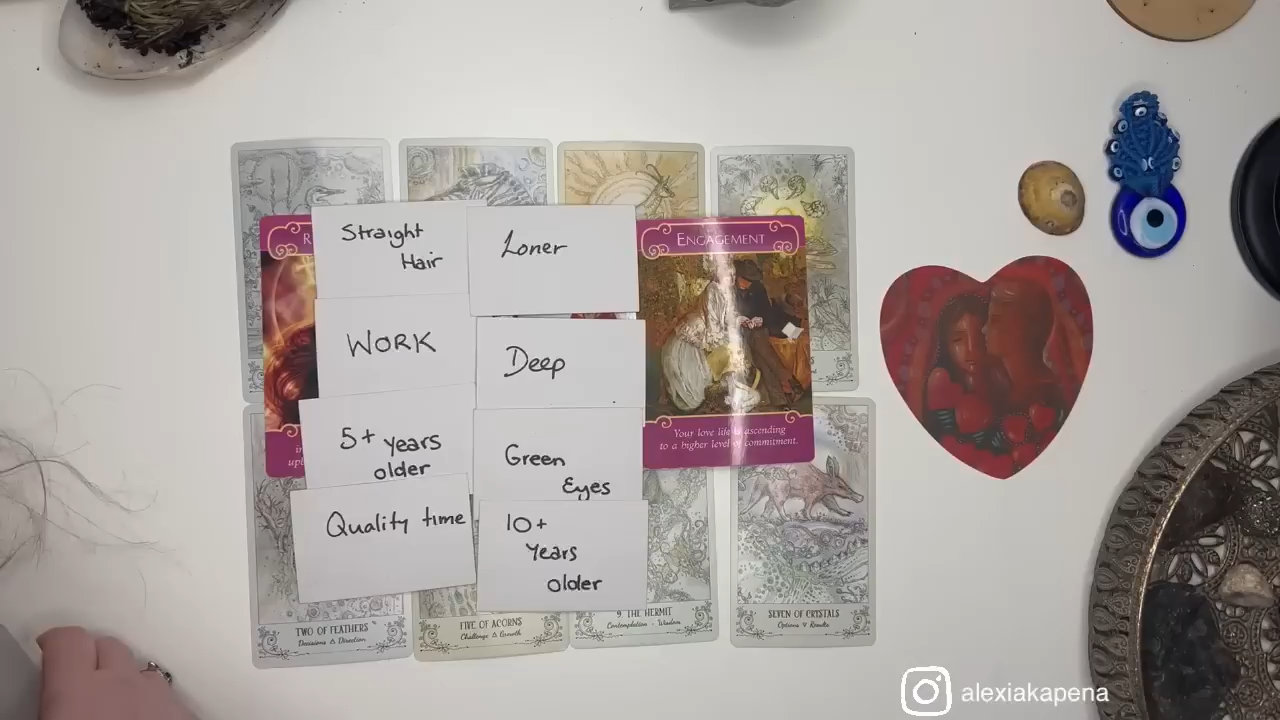 Straight
Hair
Loner
WORK
Deep
5+ years
older
Green
Eyes
Quality time
10+
Years
older
ENGAGEMENT
Your love life is ascending
to a higher level of commitment.
TWO OF FEATHERS
Decisions & Direction
FIVE OF ACORNS
Challenge & Growth
9. THE HERMIT
Contemplation - Wisdom
SEVEN OF CRYSTALS
Options & Results
alexiakapena